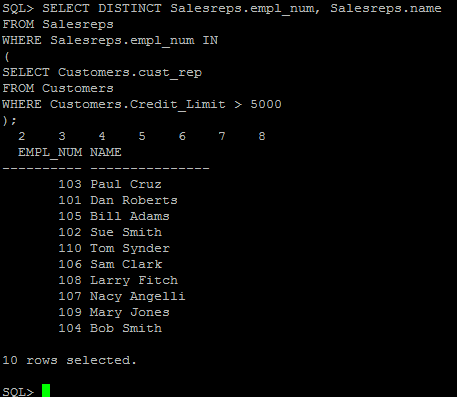 SQL> SELECT DISTINCT Salesreps.empl_num, Salesreps.name
FROM Salesreps
WHERE Salesreps.empl_num IN
(
SELECT Customers.cust_rep
FROM Customers
WHERE Customers.Credit_Limit > 5000
);
  2    3    4    5    6    7    8
  EMPL_NUM NAME
---------- ---------------
       103 Paul Cruz
       101 Dan Roberts
       105 Bill Adams
       102 Sue Smith
       110 Tom Synder
       106 Sam Clark
       108 Larry Fitch
       107 Nacy Angelli
       109 Mary Jones
       104 Bob Smith
10 rows selected.
SQL>